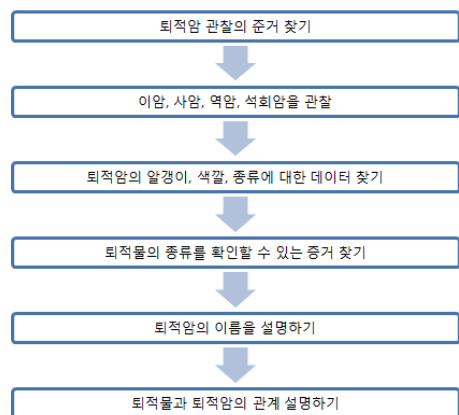 퇴적암 관찰의 준거 찾기
이암, 사암, 역암, 석회암을 관찰
퇴적암의 알갱이, 색깔, 종류에 대한 데이터 찾기
퇴적물의 종류를 확인할 수 있는 증거 찾기
퇴적암의 이름을 설명하기
퇴적물과 퇴적암의 관계 설명하기